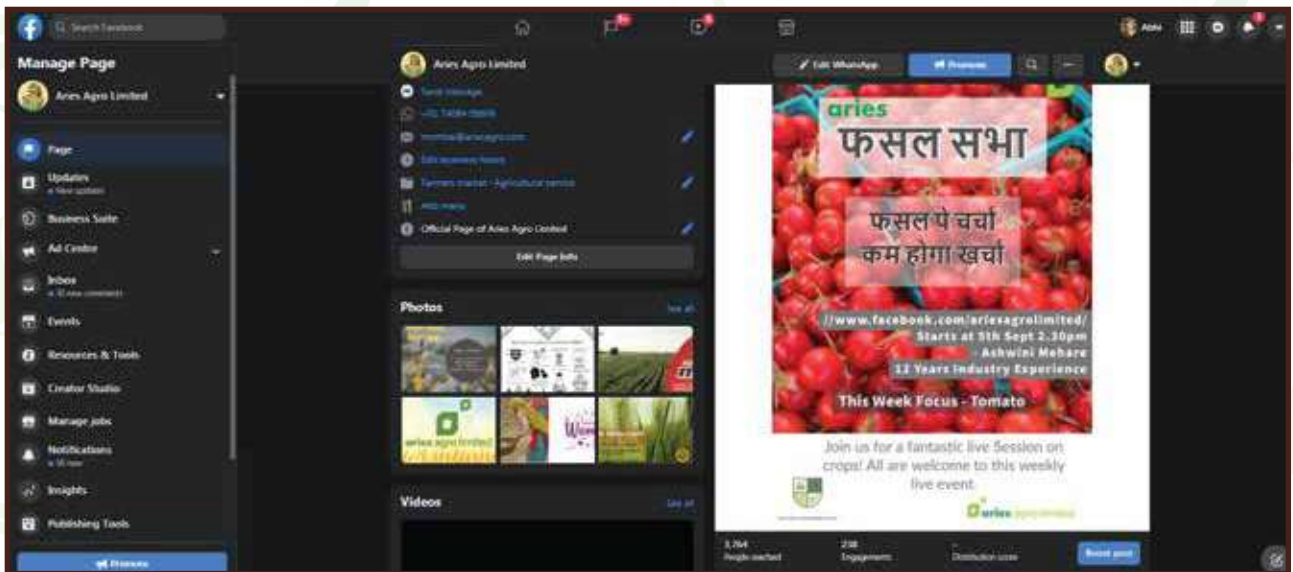 Search Facebook
Manage Page
Aries Agro Limited
Page
Updates
Business Suite
Ad Centre
Inbox
Events
Resources & Tools
Creator Studio
Manage jobs
Notifications
Insights
Publishing Tools
Promote
Aries Agro Limited
Edit WhatsApp
Promote
Send message
Edit business hours
Farmers market · Agricultural service
Official Page of Aries Agro Limited
Edit Page Info
Photos
See all
aries agro limited
Videos
See all
aries
फसल सभा
फसल पे चर्चा
कम होगा खर्चा
//www.facebook.com/ariesagrolimited/
Starts at 5th Sept 2.30pm
- Ashwini Mehare
12 Years Industry Experience
This Week Focus - Tomato
Join us for a fantastic live Session on
crops! All are welcome to this weekly
live event
aries
3,764
People reached
238
Engagements
--
Distribution score
Boost post